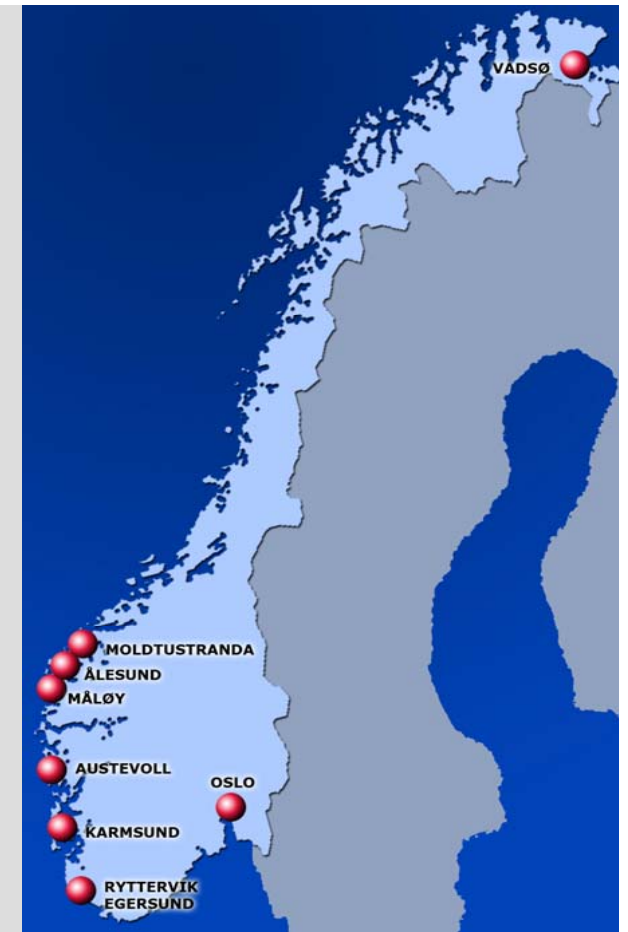 VADSØ
MOLDTUSTRANDA
ÅLESUND
MÅLØY
AUSTEVOLL
OSLO
KARMSUND
RYTTERVIK
EGERSUND